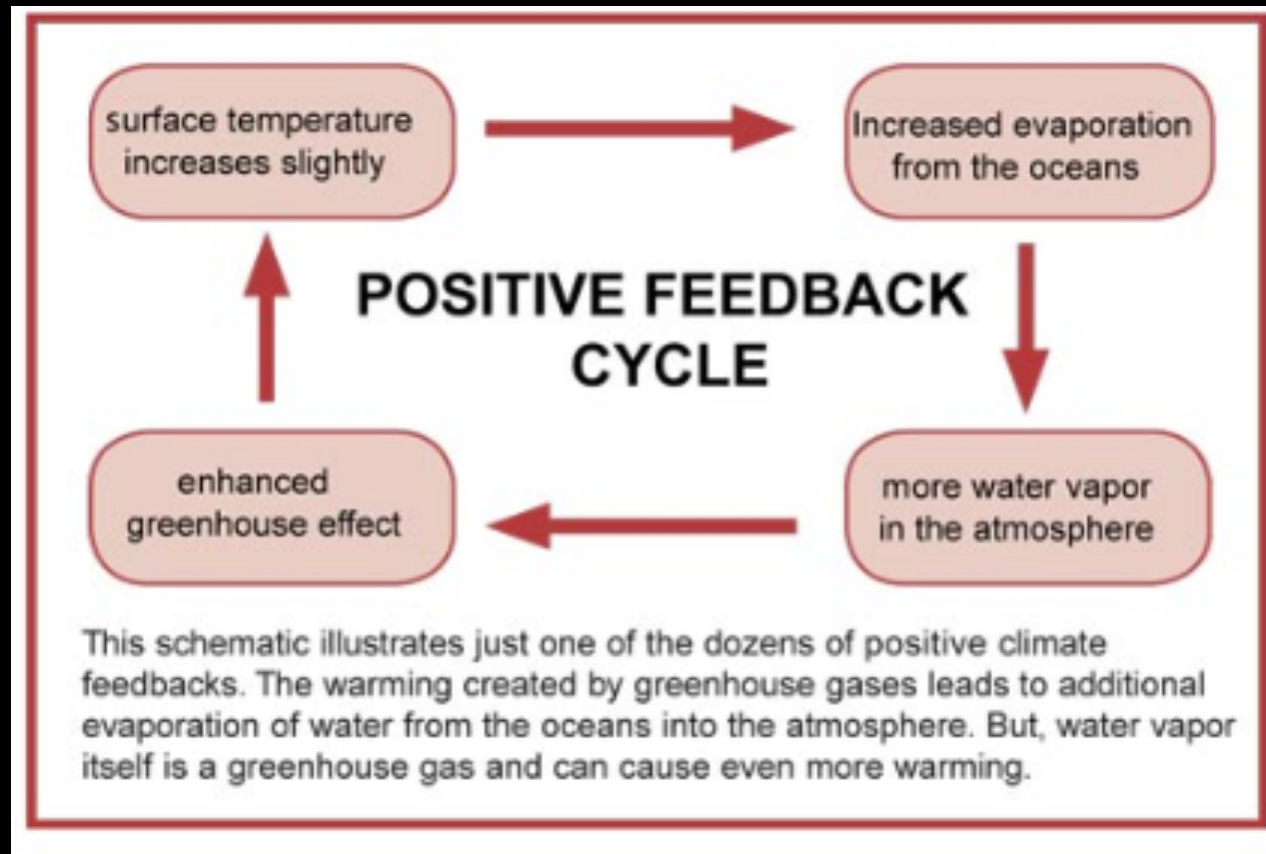 surface temperature
increases slightly
Increased evaporation
from the oceans
POSITIVE FEEDBACK
CYCLE
enhanced
greenhouse effect
more water vapor
in the atmosphere
This schematic illustrates just one of the dozens of positive climate
feedbacks. The warming created by greenhouse gases leads to additional
evaporation of water from the oceans into the atmosphere. But, water vapor
itself is a greenhouse gas and can cause even more warming.